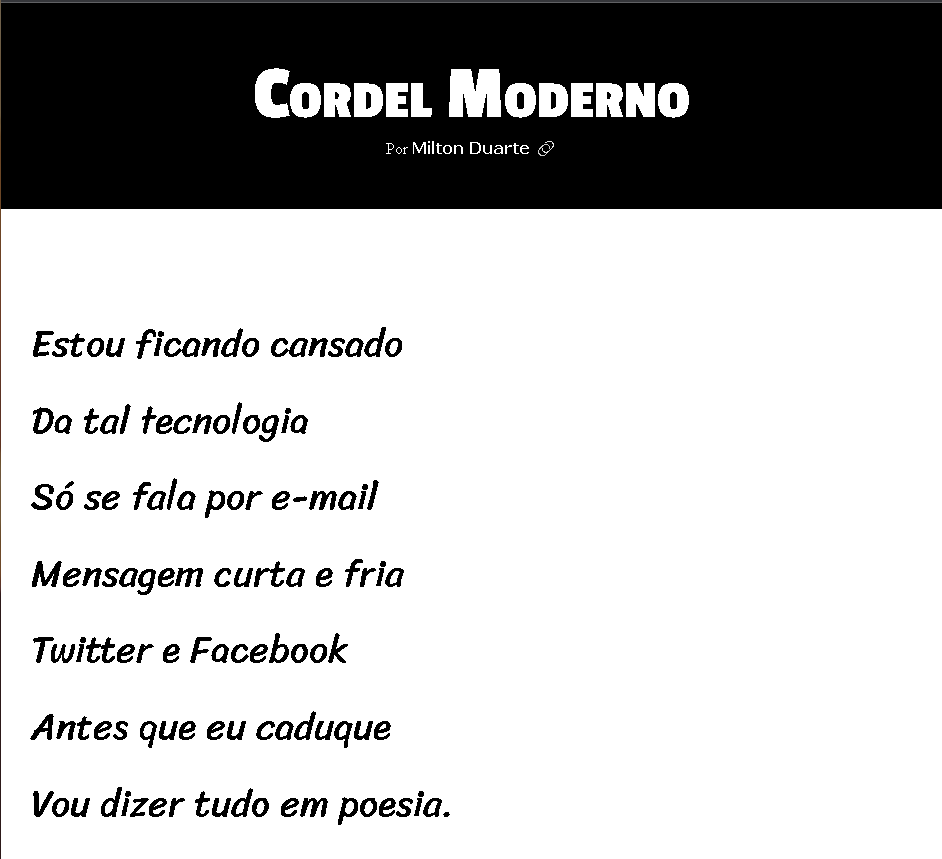 Cordel Moderno
Por Milton Duarte
Estou ficando cansado
Da tal tecnologia
Só se fala por e-mail
Mensagem curta e fria
Twitter e Facebook
Antes que eu caduque
Vou dizer tudo em poesia.